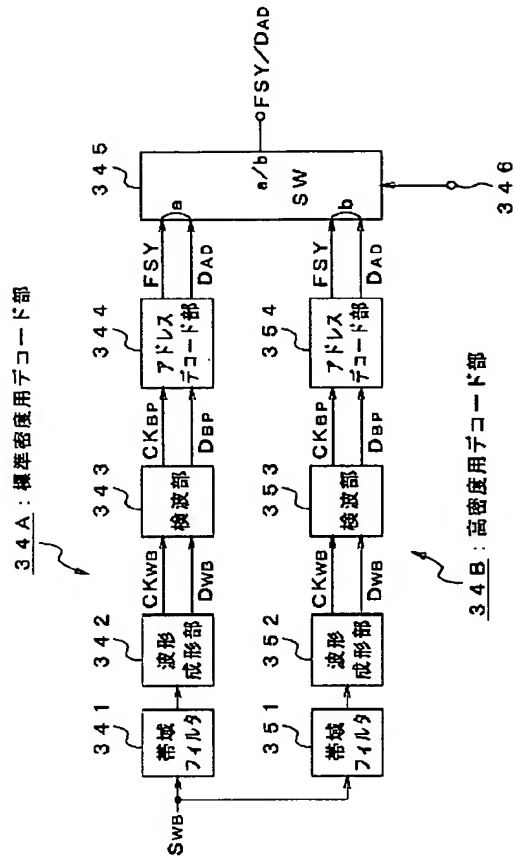 34A:標準密度用デコード部
341
342
343
344
345
SWB
帯域
フィルタ
波形
成形部
CKWB
DWB
検波部
CKBP
DBP
アドレス
デコード部
FSY
DAD
a
a/b
SW
FSY/DAD
351
352
353
354
帯域
フィルタ
波形
成形部
CKWB
DWB
検波部
CKBP
DBP
アドレス
デコード部
FSY
DAD
b
346
34B:高密度用デコード部